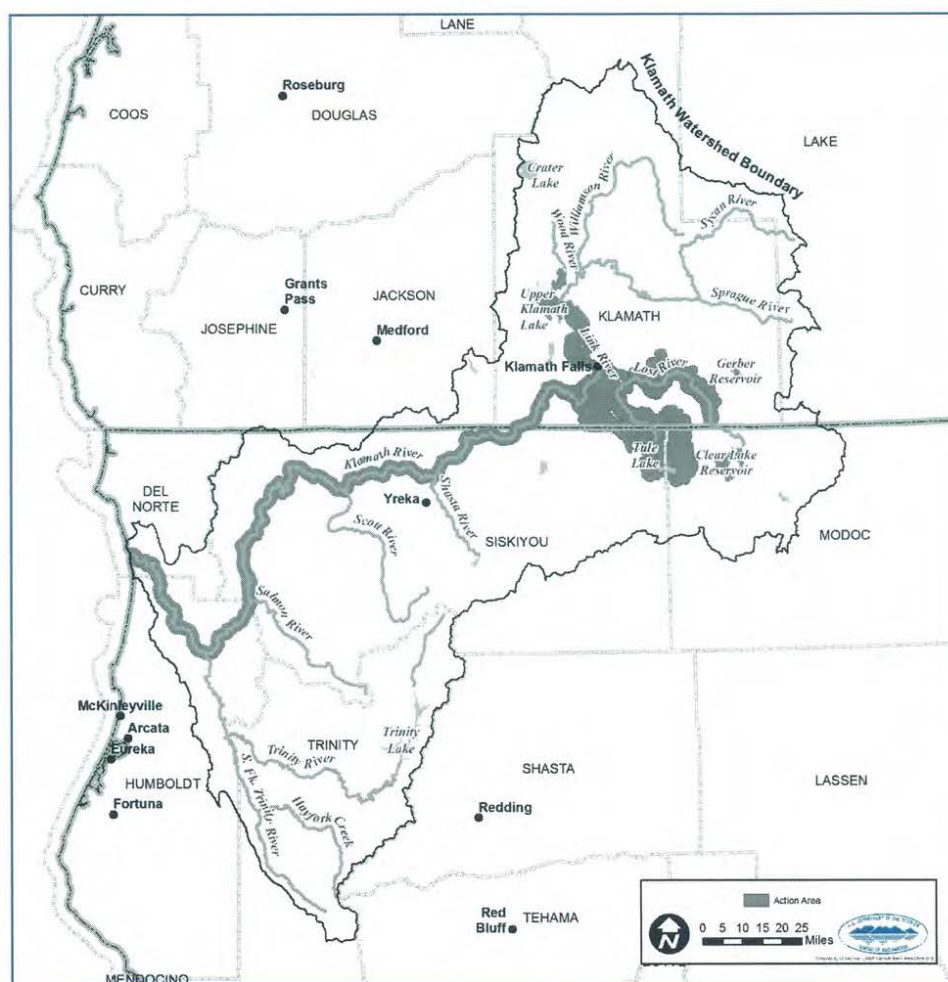 LANE
Roseburg
COOS
DOUGLAS
Klamath Watershed Boundary
LAKE
Crater
Lake
Williamson River
Wood River
Sycan River
CURRY
Grants
Pass
JACKSON
JOSEPHINE
Medford
Upper
Klamath
Lake
KLAMATH
Sprague River
Link River
Klamath Falls
Lost River
Gerber
Reservoir
Klamath River
Tule
Lake
Clear Lake
Reservoir
DEL
NORTE
Yreka
Shasta River
Scott River
SISKIYOU
MODOC
Salmon River
McKinleyville
Arcata
Eureka
HUMBOLDT
Fortuna
TRINITY
Trinity River
Trinity
Lake
S. Fk. Trinity River
Hayfork Creek
SHASTA
LASSEN
Redding
Red
Bluff
TEHAMA
MENDOCINO
Action Area
N
0 5 10 15 20 25
Miles